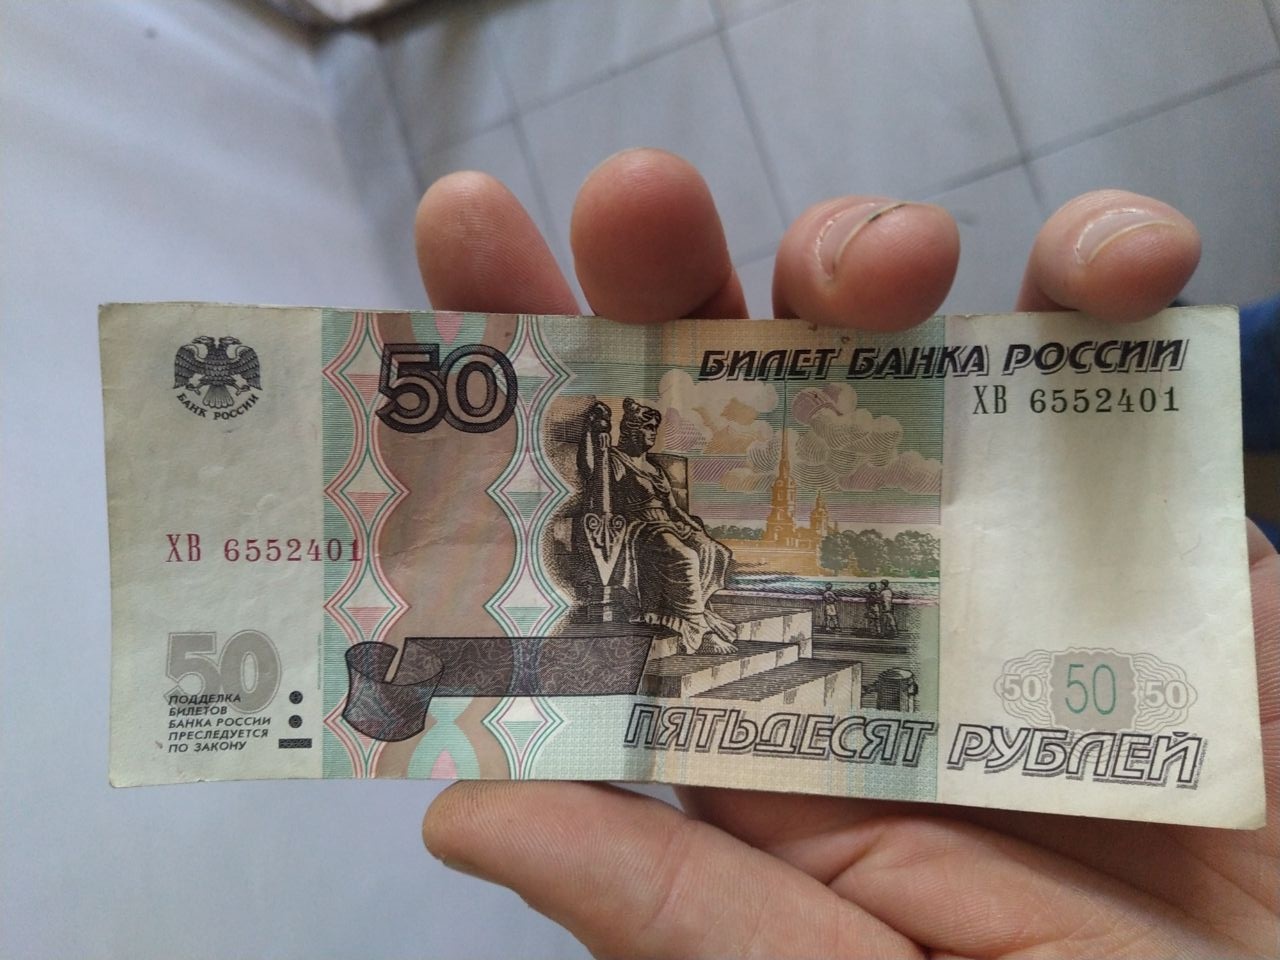 БАНК РОССИИ
50
БИЛЕТ БАНКА РОССИИ
ХВ 6552401
ХВ 6552401
50
ПОДДЕЛКА
БИЛЕТОВ
БАНКА РОССИИ
ПРЕСЛЕДУЕТСЯ
ПО ЗАКОНУ
50 50 50
ПЯТЬДЕСЯТ РУБЛЕЙ